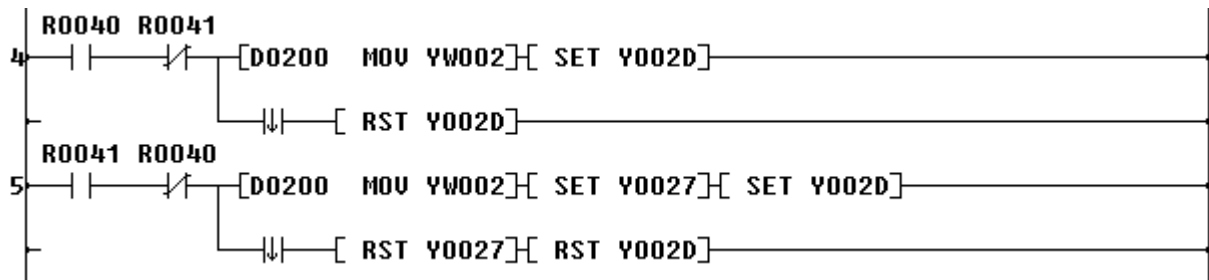 R0040 R0041
4 [D0200 MOV YW002] [ SET Y002D]
[ RST Y002D]
R0041 R0040
5 [D0200 MOV YW002] [ SET Y0027] [ SET Y002D]
[ RST Y0027] [ RST Y002D]